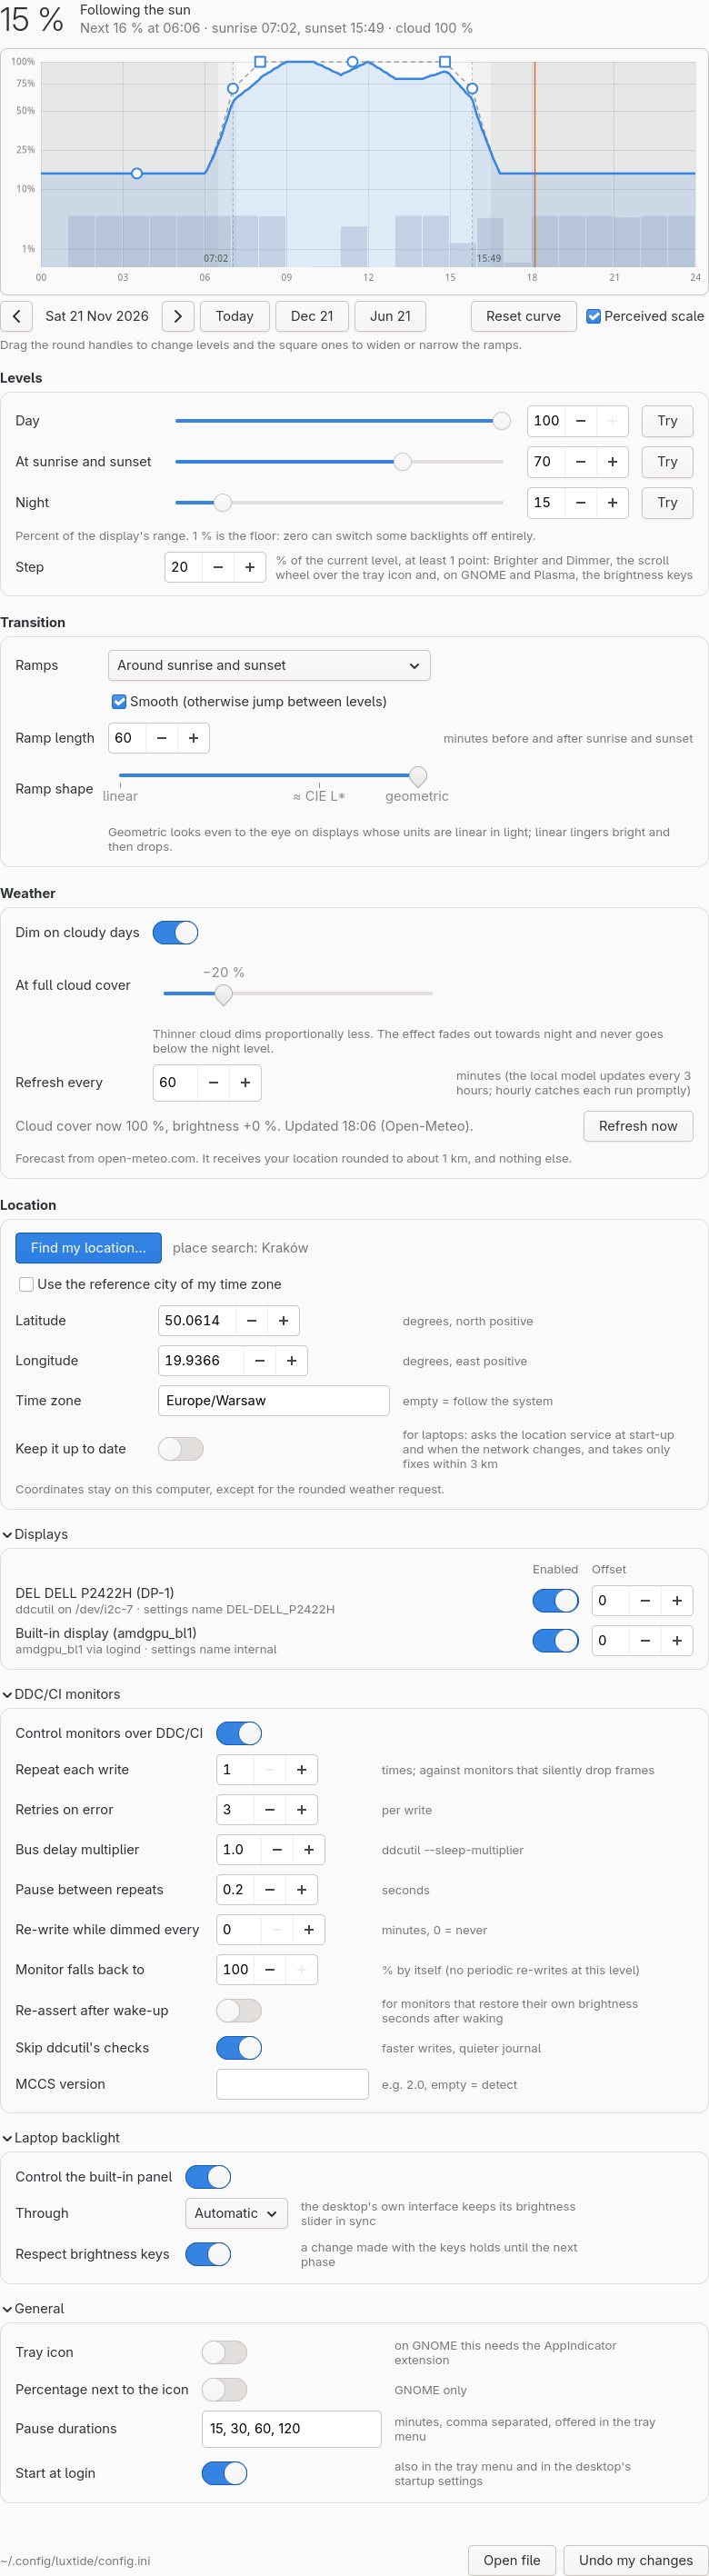 15 %
Following the sun
Next 16 % at 06:06 · sunrise 07:02, sunset 15:49 · cloud 100 %
100%
75%
50%
25%
10%
1%
07:02
15:49
00 03 06 09 12 15 18 21 24
Sat 21 Nov 2026 Today Dec 21 Jun 21 Reset curve Perceived scale
Drag the round handles to change levels and the square ones to widen or narrow the ramps.
Levels
Day 100 − + Try
At sunrise and sunset 70 − + Try
Night 15 − + Try
Percent of the display's range. 1 % is the floor: zero can switch some backlights off entirely.
Step 20 − + % of the current level, at least 1 point: Brighter and Dimmer, the scroll
wheel over the tray icon and, on GNOME and Plasma, the brightness keys
Transition
Ramps Around sunrise and sunset
Smooth (otherwise jump between levels)
Ramp length 60 − + minutes before and after sunrise and sunset
Ramp shape linear ≈ CIE L* geometric
Geometric looks even to the eye on displays whose units are linear in light; linear lingers bright and
then drops.
Weather
Dim on cloudy days
−20 %
At full cloud cover
Thinner cloud dims proportionally less. The effect fades out towards night and never goes
below the night level.
Refresh every 60 − + minutes (the local model updates every 3
hours; hourly catches each run promptly)
Cloud cover now 100 %, brightness +0 %. Updated 18:06 (Open-Meteo). Refresh now
Forecast from open-meteo.com. It receives your location rounded to about 1 km, and nothing else.
Location
Find my location... place search: Kraków
Use the reference city of my time zone
Latitude 50.0614 − + degrees, north positive
Longitude 19.9366 − + degrees, east positive
Time zone Europe/Warsaw empty = follow the system
Keep it up to date for laptops: asks the location service at start-up
and when the network changes, and takes only
fixes within 3 km
Coordinates stay on this computer, except for the rounded weather request.
Displays
Enabled Offset
DEL DELL P2422H (DP-1) 0 − +
ddcutil on /dev/i2c-7 · settings name DEL-DELL_P2422H
Built-in display (amdgpu_bl1) 0 − +
amdgpu_bl1 via logind · settings name internal
DDC/CI monitors
Control monitors over DDC/CI
Repeat each write 1 − + times; against monitors that silently drop frames
Retries on error 3 − + per write
Bus delay multiplier 1.0 − + ddcutil --sleep-multiplier
Pause between repeats 0.2 − + seconds
Re-write while dimmed every 0 − + minutes, 0 = never
Monitor falls back to 100 − + % by itself (no periodic re-writes at this level)
Re-assert after wake-up for monitors that restore their own brightness
seconds after waking
Skip ddcutil's checks faster writes, quieter journal
MCCS version e.g. 2.0, empty = detect
Laptop backlight
Control the built-in panel
Through Automatic the desktop's own interface keeps its brightness
slider in sync
Respect brightness keys a change made with the keys holds until the next
phase
General
Tray icon on GNOME this needs the AppIndicator
extension
Percentage next to the icon GNOME only
Pause durations 15, 30, 60, 120 minutes, comma separated, offered in the tray
menu
Start at login also in the tray menu and in the desktop's
startup settings
~/.config/luxtide/config.ini Open file Undo my changes